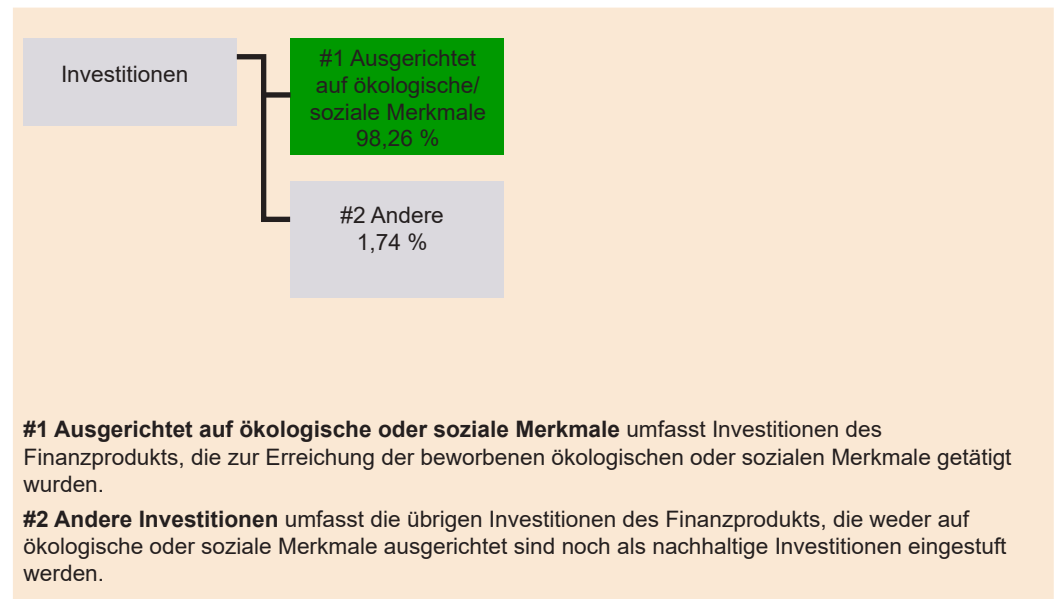 Investitionen
#1 Ausgerichtet
auf ökologische/
soziale Merkmale
98,26 %
#2 Andere
1,74 %
#1 Ausgerichtet auf ökologische oder soziale Merkmale umfasst Investitionen des
Finanzprodukts, die zur Erreichung der beworbenen ökologischen oder sozialen Merkmale getätigt
wurden.
#2 Andere Investitionen umfasst die übrigen Investitionen des Finanzprodukts, die weder auf
ökologische oder soziale Merkmale ausgerichtet sind noch als nachhaltige Investitionen eingestuft
werden.